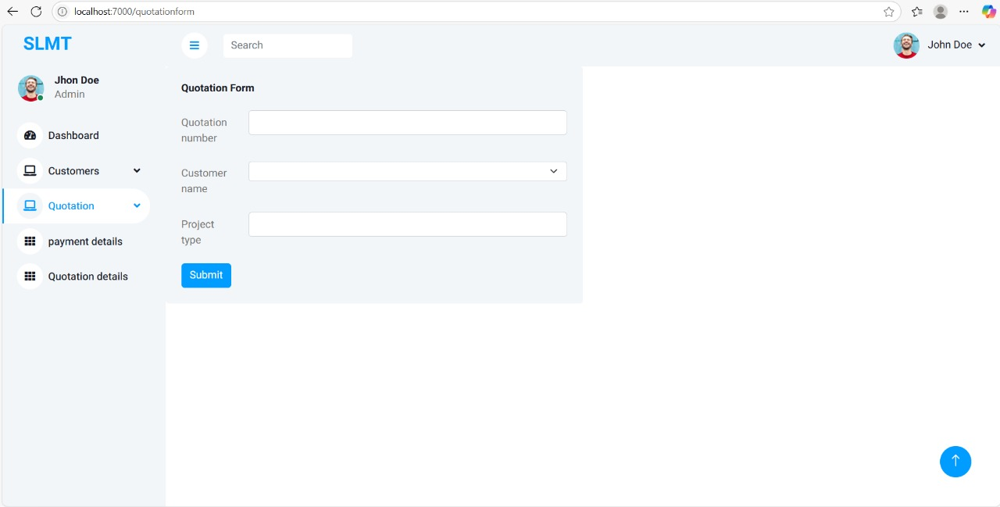 localhost:7000/quotationform
SLMT
Search
John Doe
Jhon Doe
Admin
Dashboard
Customers
Quotation
payment details
Quotation details
Quotation Form
Quotation
number
Customer
name
Project
type
Submit